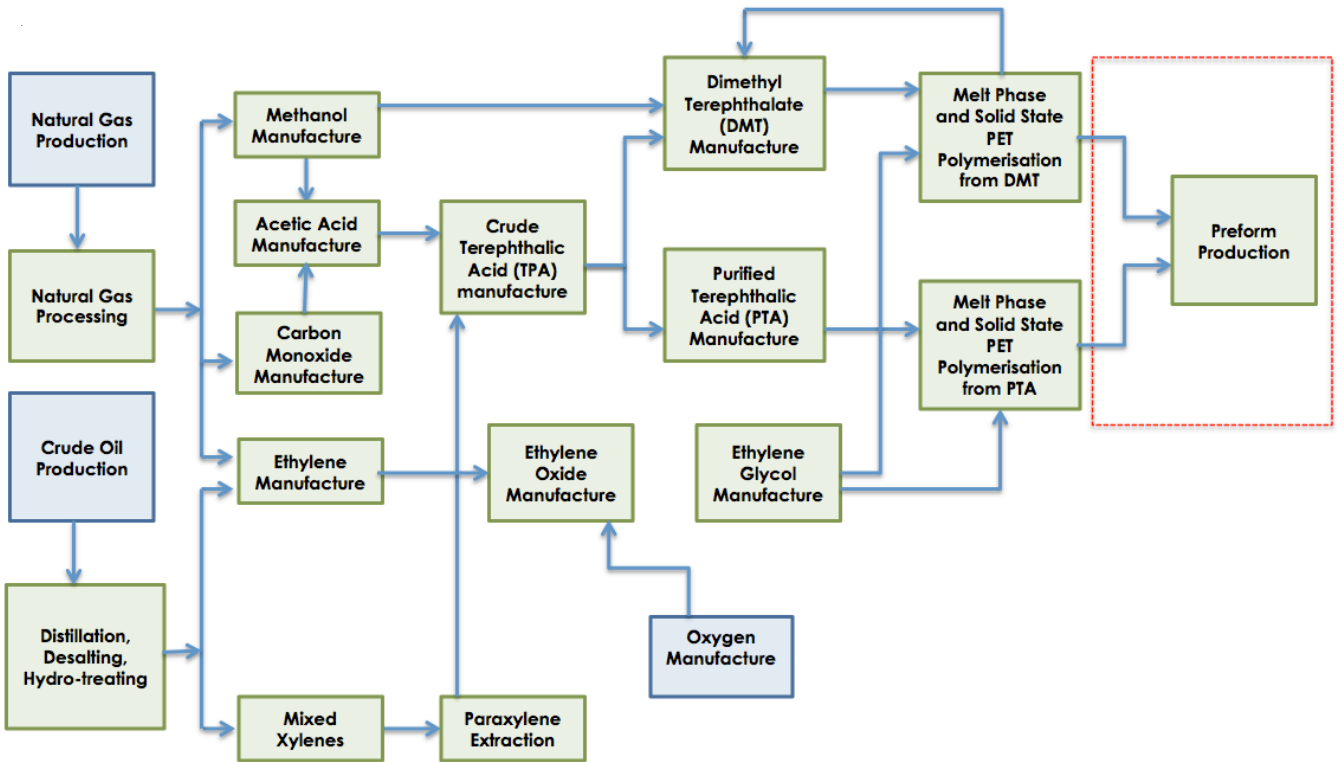 Natural Gas
Production
Natural Gas
Processing
Crude Oil
Production
Distillation,
Desalting,
Hydro-treating
Methanol
Manufacture
Acetic Acid
Manufacture
Carbon
Monoxide
Manufacture
Ethylene
Manufacture
Mixed
Xylenes
Crude
Terephthalic
Acid (TPA)
manufacture
Ethylene
Oxide
Manufacture
Paraxylene
Extraction
Dimethyl
Terephthalate
(DMT)
Manufacture
Purified
Terephthalic
Acid (PTA)
Manufacture
Ethylene
Glycol
Manufacture
Oxygen
Manufacture
Melt Phase
and Solid State
PET
Polymerisation
from DMT
Melt Phase
and Solid State
PET
Polymerisation
from PTA
Preform
Production